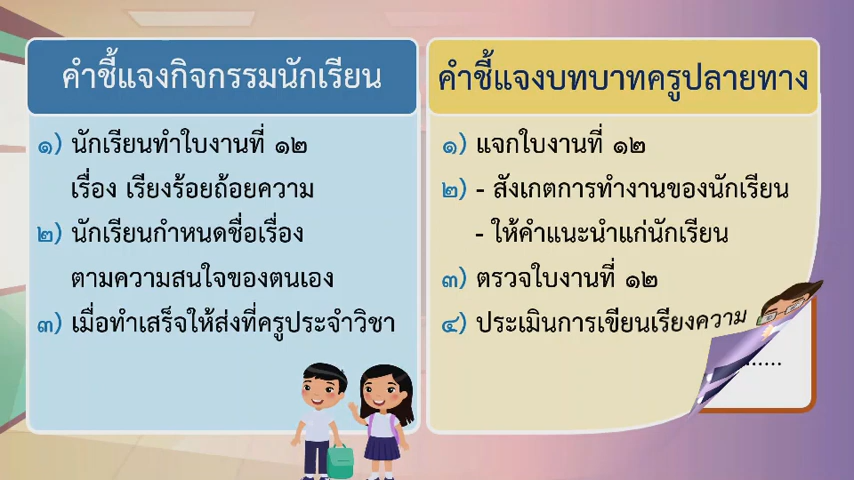 คำชี้แจงกิจกรรมนักเรียน
๑) นักเรียนทำใบงานที่ ๑๒
เรื่อง เรียงร้อยถ้อยความ
๒) นักเรียนกำหนดชื่อเรื่อง
ตามความสนใจของตนเอง
๓) เมื่อทำเสร็จให้ส่งที่ครูประจำวิชา
คำชี้แจงบทบาทครูปลายทาง
๑) แจกใบงานที่ ๑๒
๒) - สังเกตการทำงานของนักเรียน
- ให้คำแนะนำแก่นักเรียน
๓) ตรวจใบงานที่ ๑๒
๔) ประเมินการเขียนเรียงความ